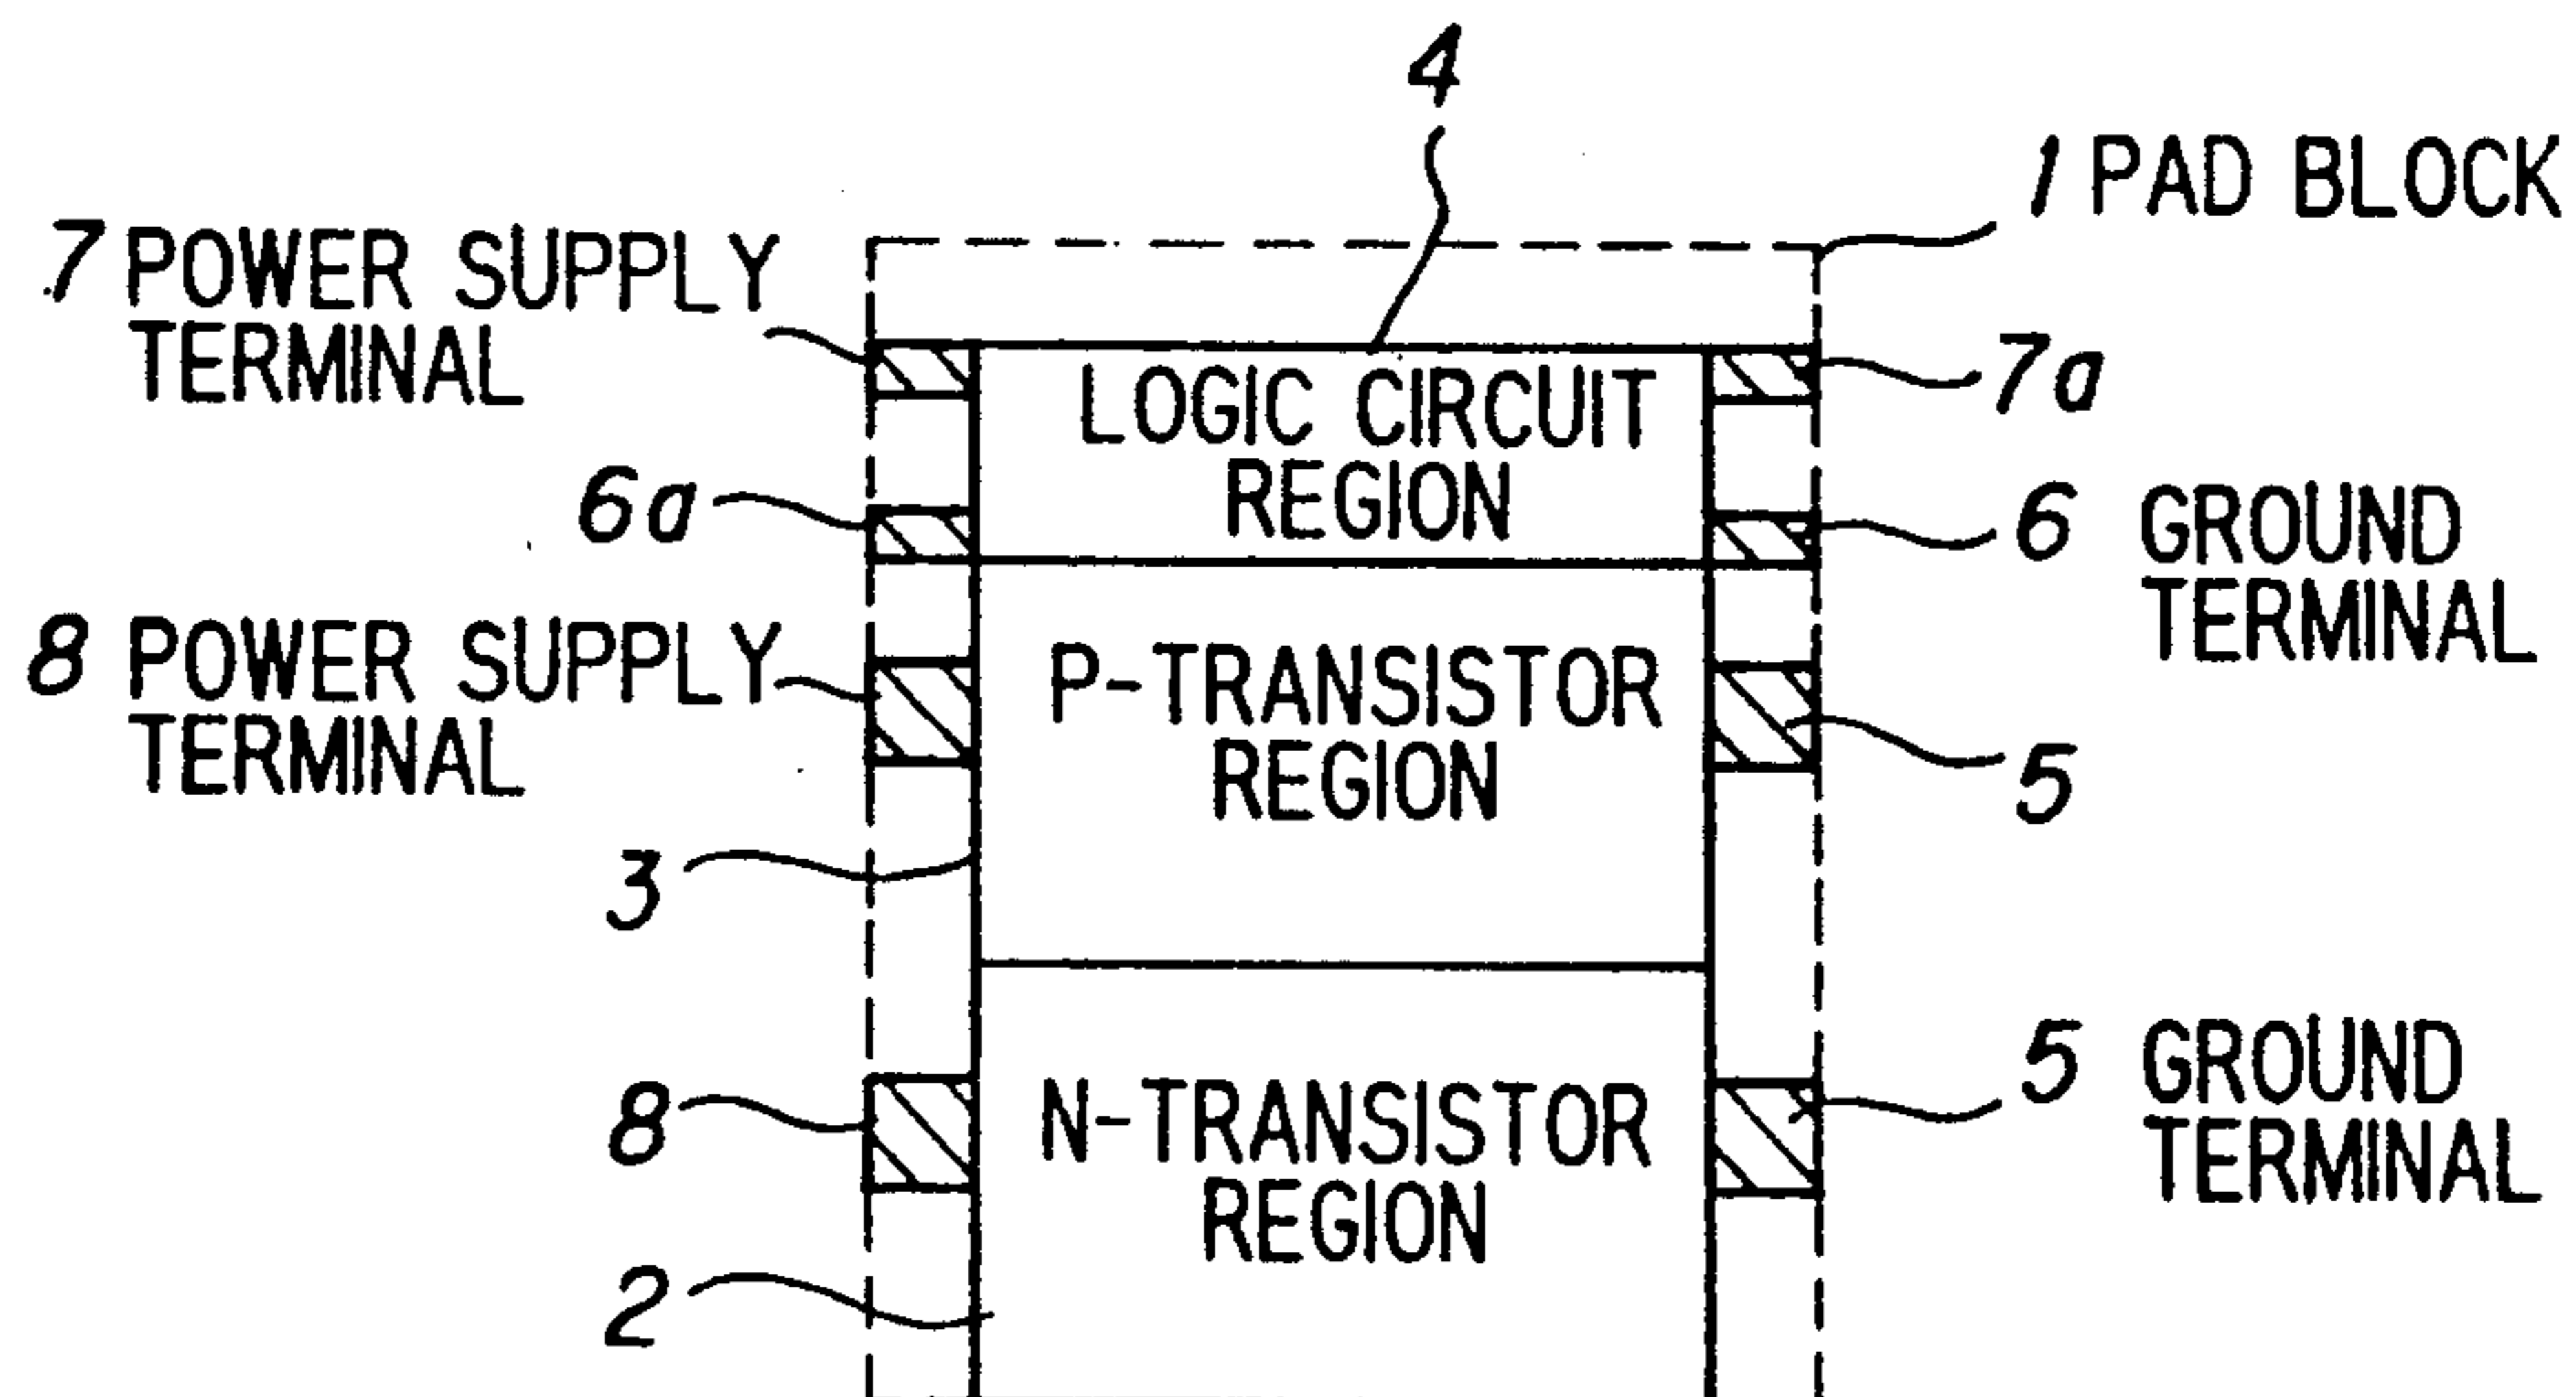 4
1 PAD BLOCK
7 POWER SUPPLY
TERMINAL
7a
LOGIC CIRCUIT
REGION
6a
6 GROUND
TERMINAL
8 POWER SUPPLY
TERMINAL
P-TRANSISTOR
REGION
5
3
5 GROUND
TERMINAL
8
N-TRANSISTOR
REGION
2